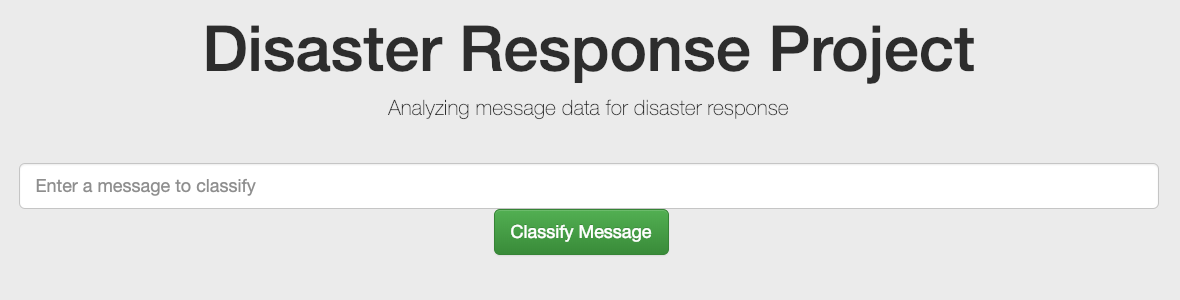 Disaster Response Project
Analyzing message data for disaster response
Enter a message to classify
Classify Message